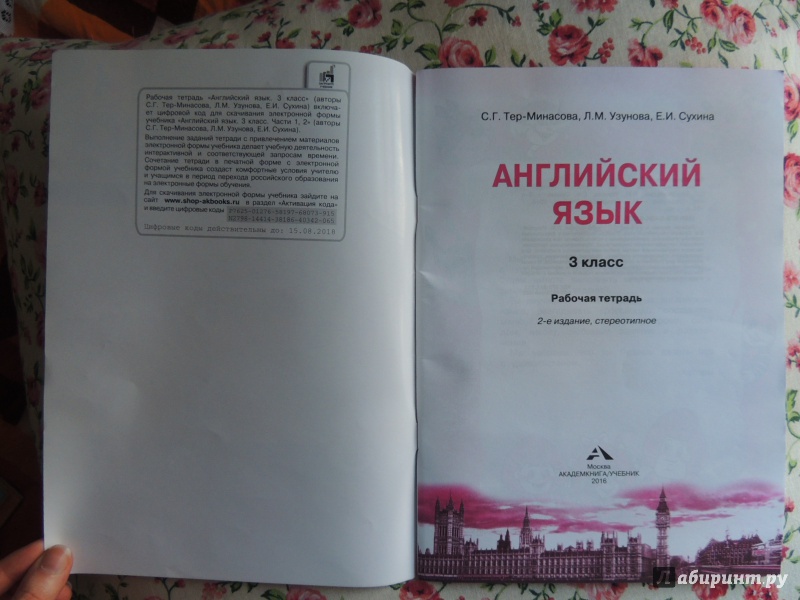 Рабочая тетрадь «Английский язык. 3 класс» (авторы
С.Г. Тер-Минасова, Л.М. Узунова, Е.И. Сухина) включа-
ет цифровой код для скачивания электронной формы
учебника «Английский язык. 3 класс. Части 1, 2» (авторы
С.Г. Тер-Минасова, Л.М. Узунова, Е.И. Сухина).
Выполнение заданий тетради с привлечением материалов
электронной формы учебника делает учебную деятельность
интерактивной и соответствующей запросам времени.
Сочетание тетради в печатной форме с электронной
формой учебника создаст комфортные условия учителю
и учащимся в период перехода российского образования
на электронные формы обучения.
Для скачивания электронной формы учебника зайдите на
сайт www.shop-akbooks.ru в раздел «Активация кода»
и введите цифровые коды
Цифровые коды действительны до: 15.08.2018
С.Г. Тер-Минасова, Л.М. Узунова, Е.И. Сухина
АНГЛИЙСКИЙ
ЯЗЫК
3 класс
Рабочая тетрадь
2-е издание, стереотипное
Москва
АКАДЕМКНИГА/УЧЕБНИК
2016
Лабиринт.ру